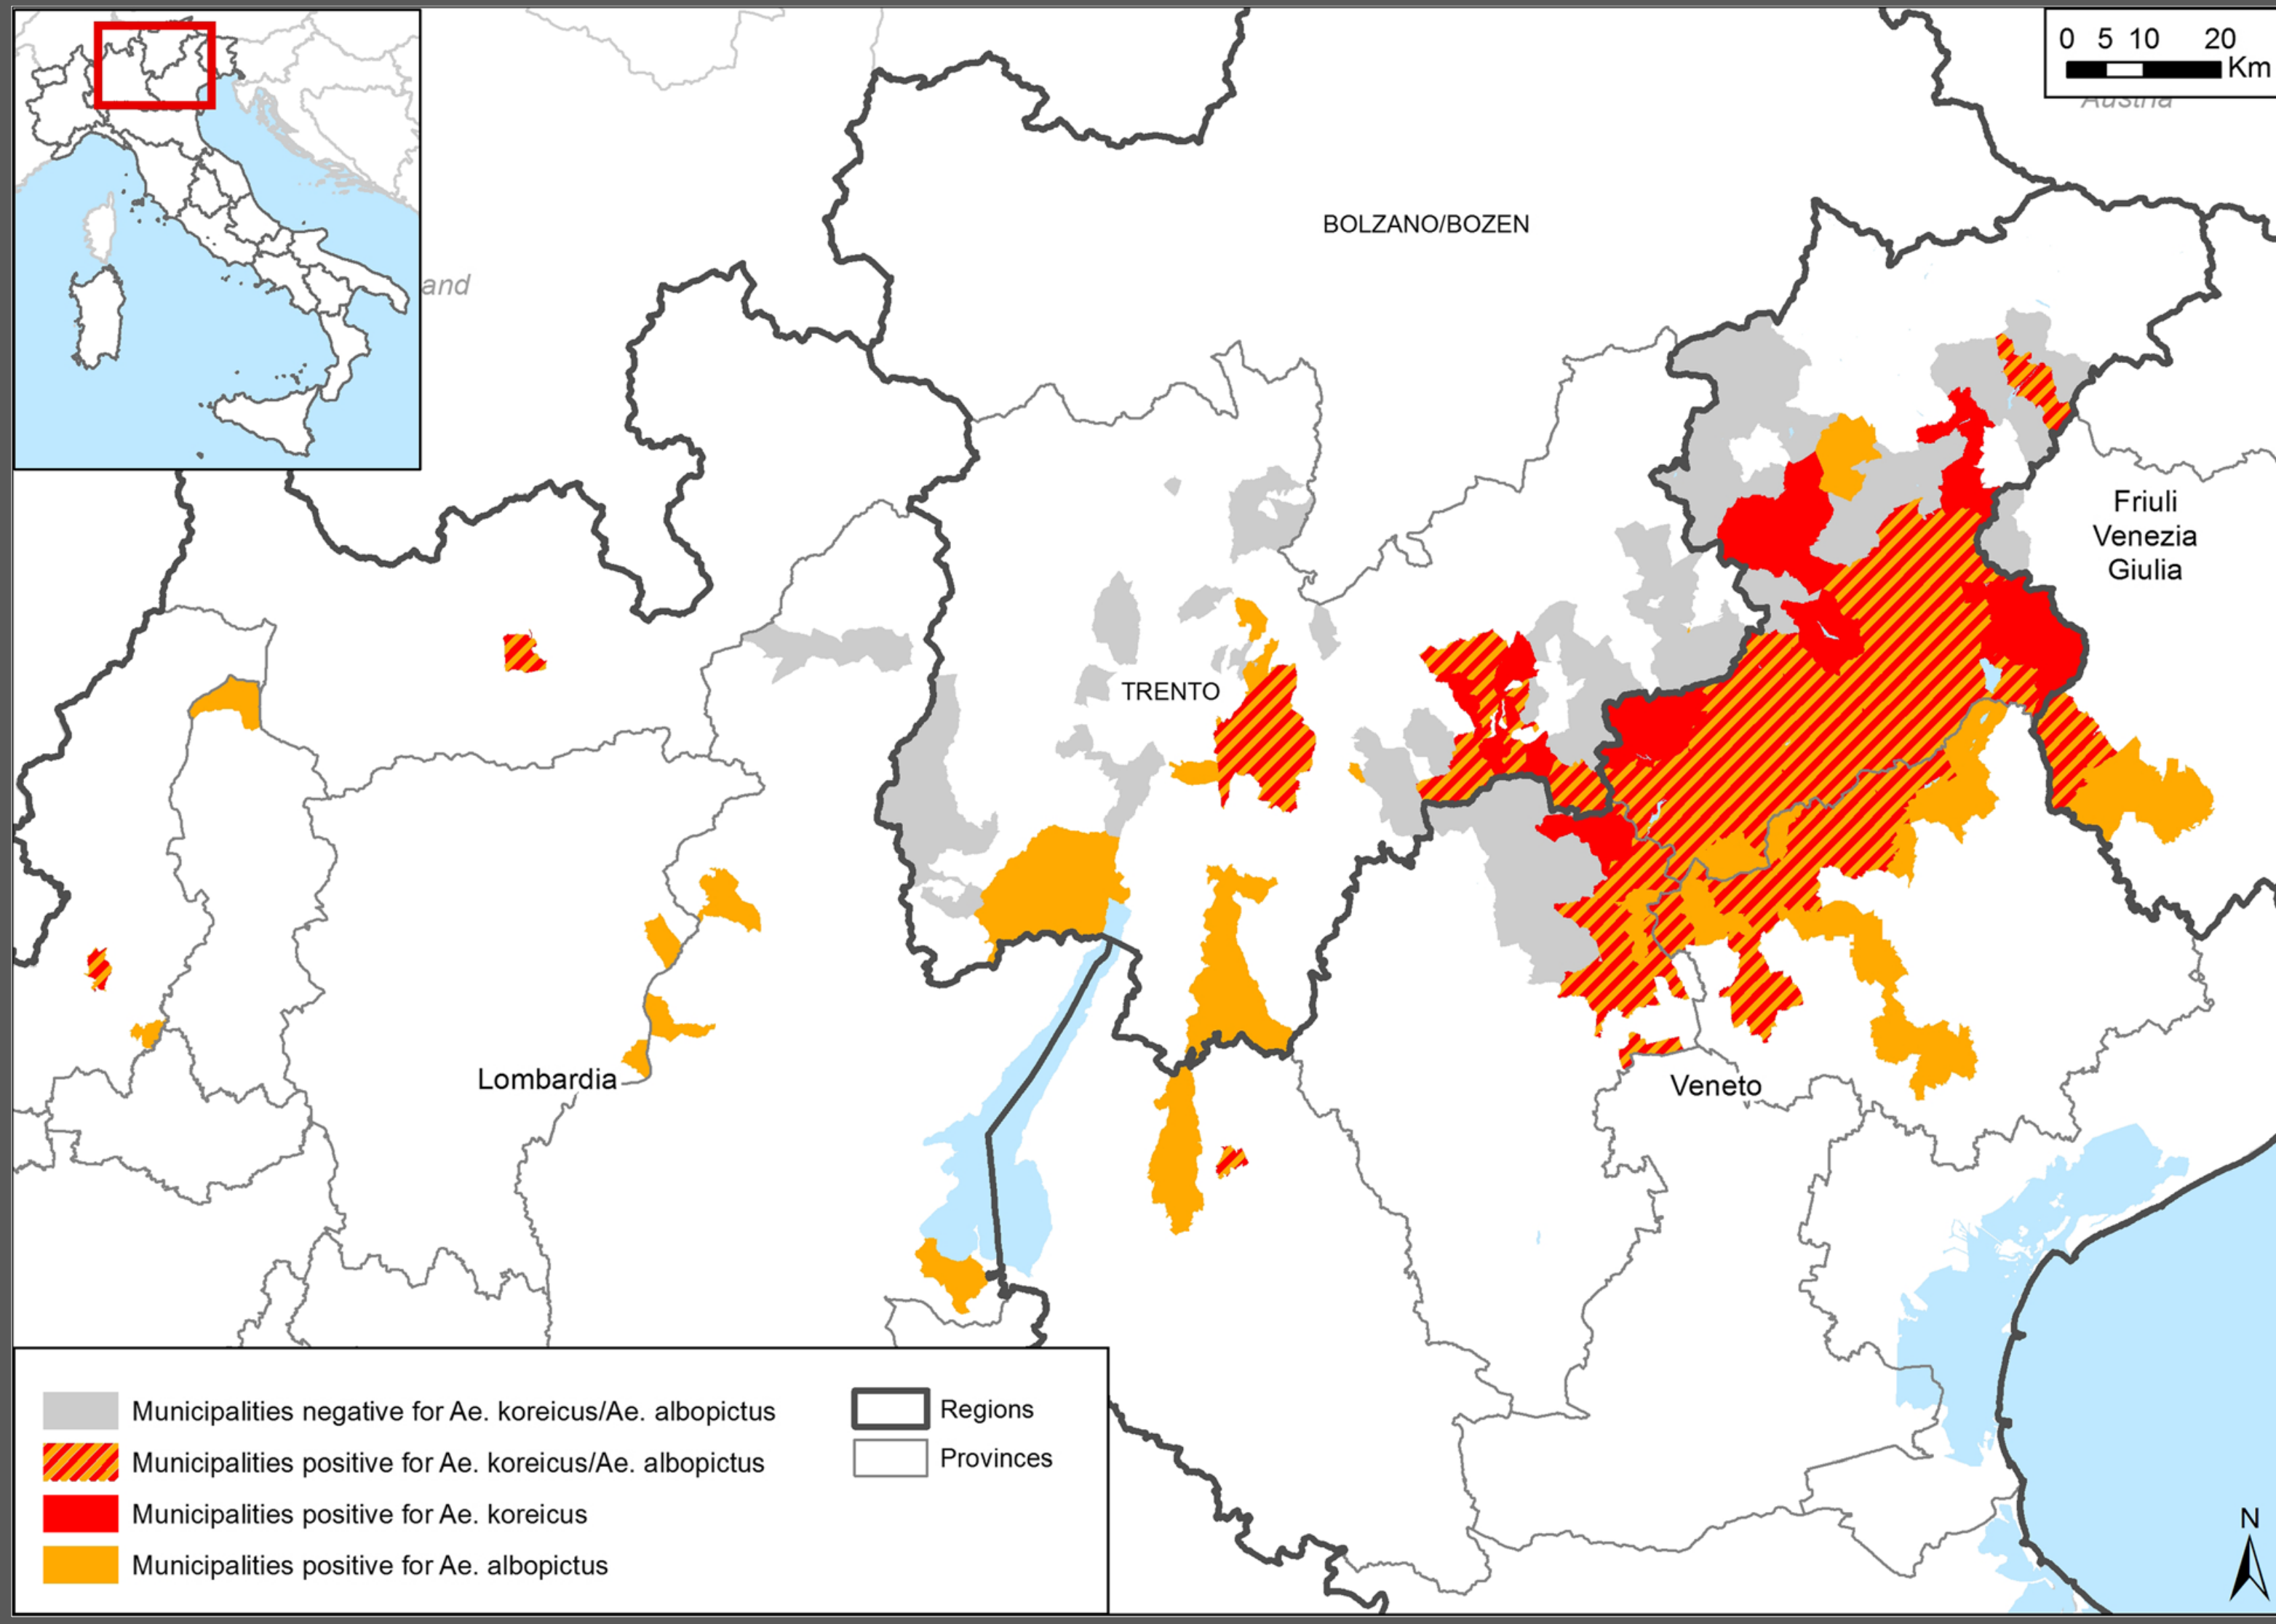 0 5 10 20
Km
Austria
and
BOLZANO/BOZEN
Friuli
Venezia
Giulia
TRENTO
Lombardia
Veneto
Municipalities negative for Ae. koreicus/Ae. albopictus
Municipalities positive for Ae. koreicus/Ae. albopictus
Municipalities positive for Ae. koreicus
Municipalities positive for Ae. albopictus
Regions
Provinces
N